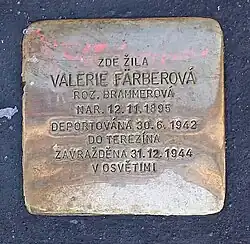 ZDE ŽILA
VALERIE FÄRBEROVÁ
ROZ. BRAMMEROVÁ
NAR. 12.11.1895
DEPORTOVÁNA 30.6.1942
DO TEREZÍNA
ZAVRAŽDĚNA 31.12.1944
V OSVĚTIMI